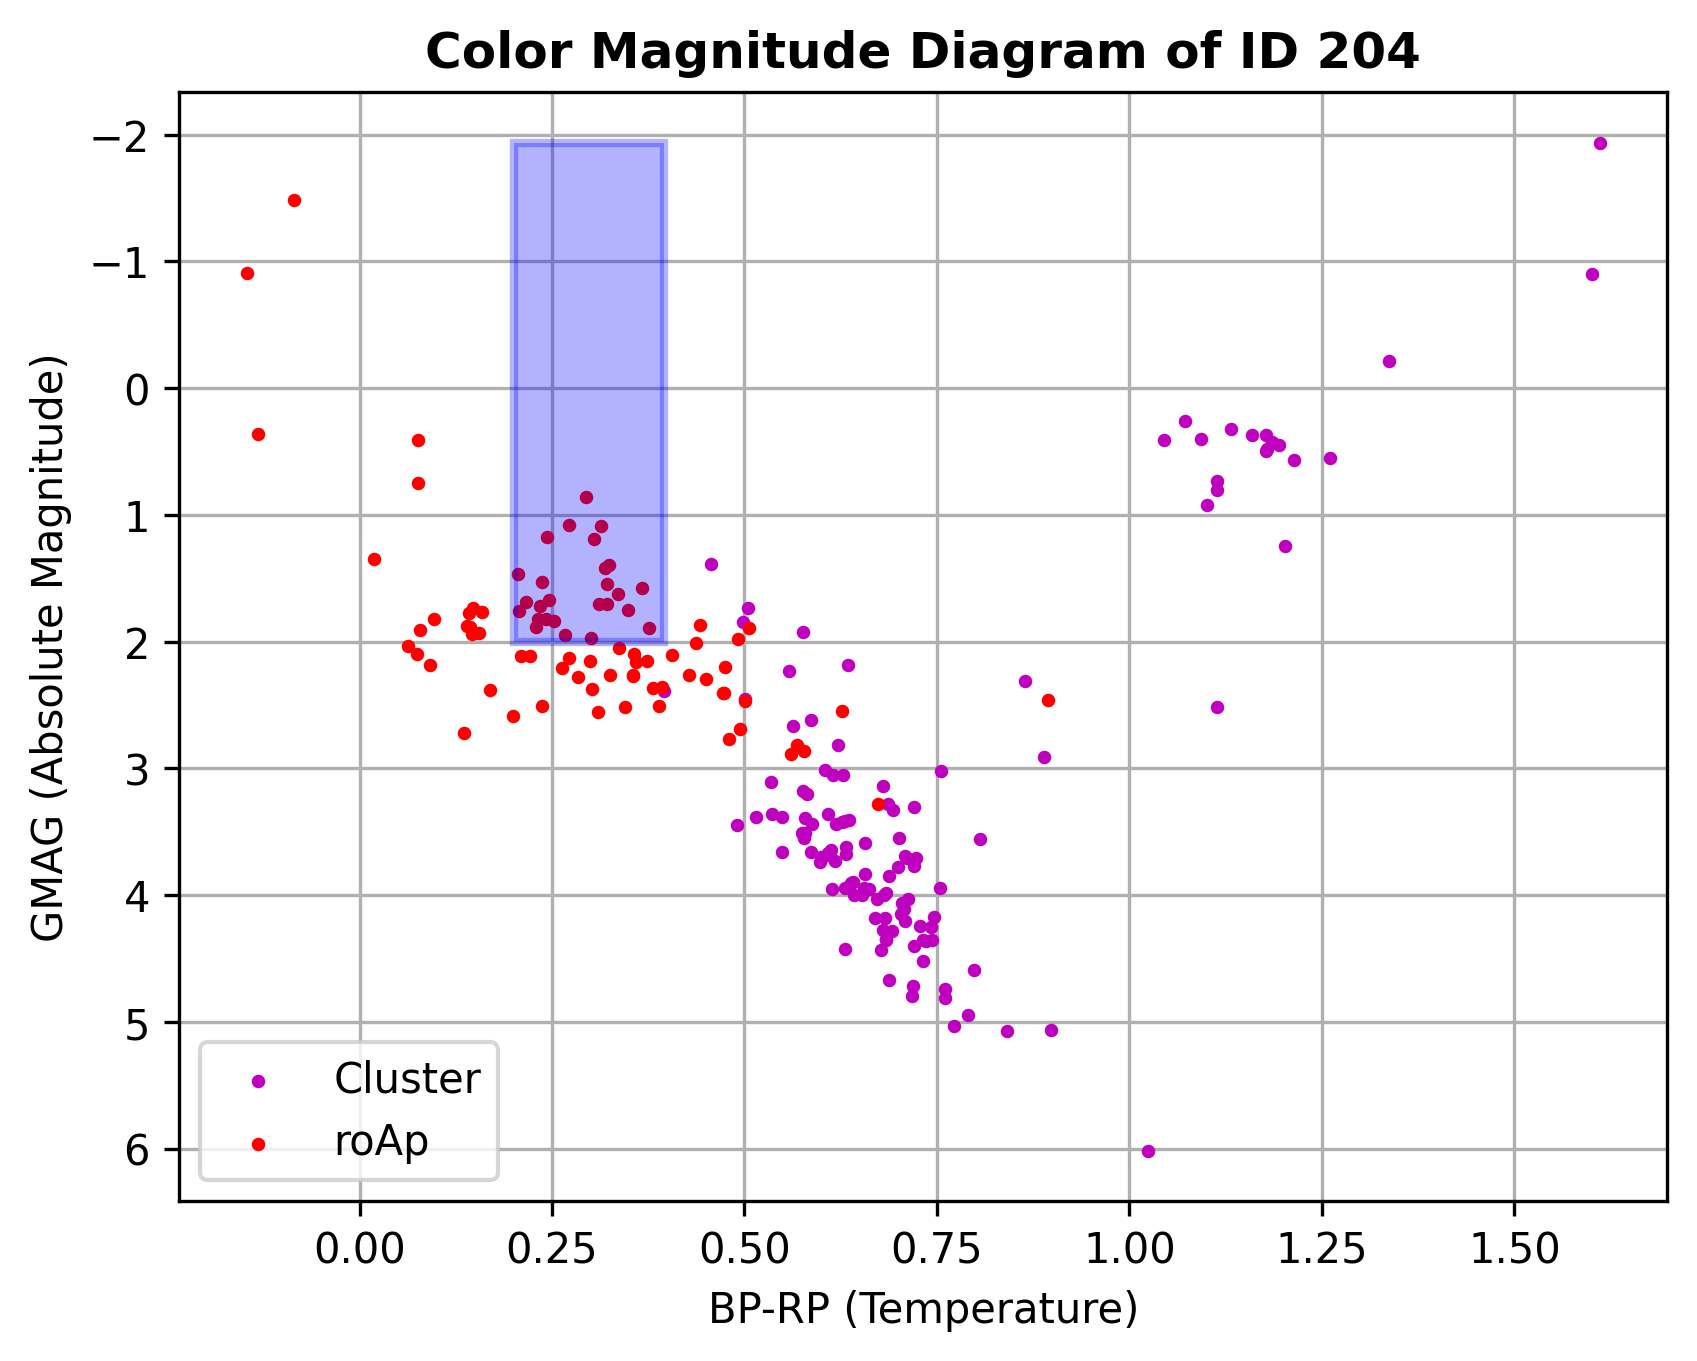 Color Magnitude Diagram of ID 204
−2
−1
0
1
2
3
4
5
6
GMAG (Absolute Magnitude)
Cluster
roAp
0.00 0.25 0.50 0.75 1.00 1.25 1.50
BP-RP (Temperature)